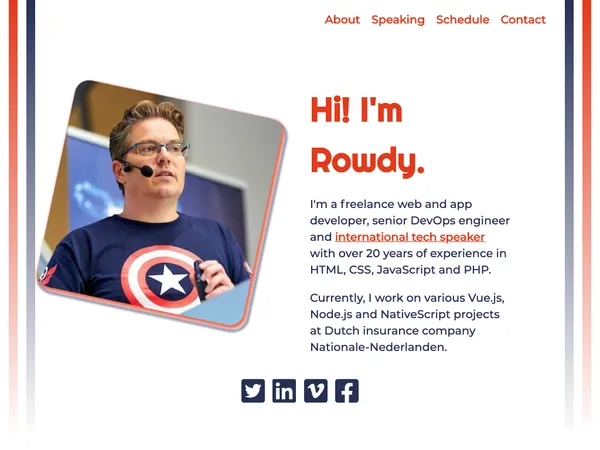 About Speaking Schedule Contact
Hi! I'm
Rowdy.
I'm a freelance web and app
developer, senior DevOps engineer
and international tech speaker
with over 20 years of experience in
HTML, CSS, JavaScript and PHP.
Currently, I work on various Vue.js,
Node.js and NativeScript projects
at Dutch insurance company
Nationale-Nederlanden.